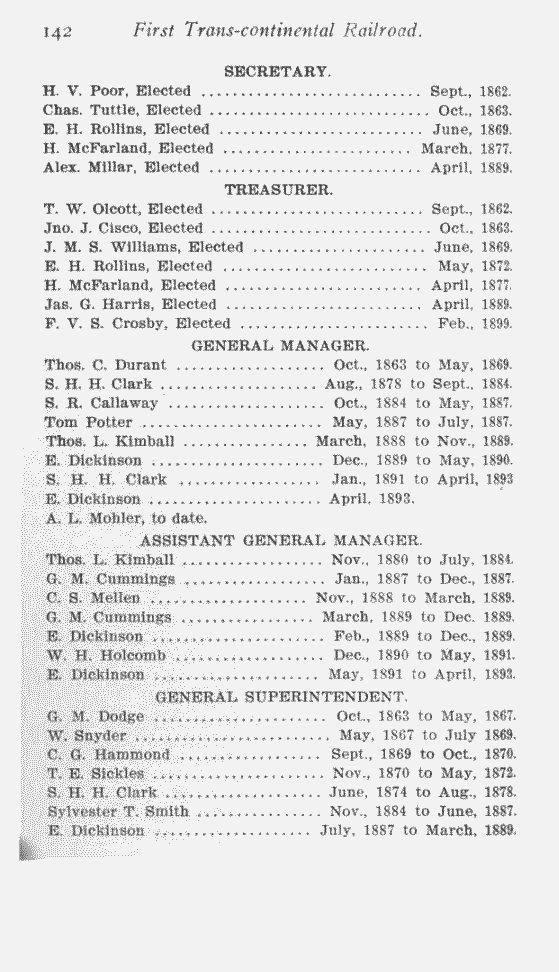 142 First Trans-continental Railroad.
SECRETARY.
H. V. Poor, Elected ............................ Sept., 1862.
Chas. Tuttle, Elected ............................ Oct., 1863.
E. H. Rollins, Elected .......................... June, 1869.
H. McFarland, Elected ........................ March, 1877.
Alex. Millar, Elected ........................... April, 1889.
TREASURER.
T. W. Olcott, Elected ........................... Sept., 1862.
Jno. J. Cisco, Elected ............................ Oct., 1863.
J. M. S. Williams, Elected ...................... June, 1869.
E. H. Rollins, Elected .......................... May, 1872.
H. McFarland, Elected .......................... April, 1877.
Jas. G. Harris, Elected ......................... April, 1889.
F. V. S. Crosby, Elected ........................ Feb., 1899.
GENERAL MANAGER.
Thos. C. Durant ................... Oct., 1863 to May, 1869.
S. H. H. Clark .................... Aug., 1878 to Sept., 1884.
S. R. Callaway .................... Oct., 1884 to May, 1887.
Tom Potter ....................... May, 1887 to July, 1887.
Thos. L. Kimball ................ March, 1888 to Nov., 1889.
E. Dickinson ...................... Dec., 1889 to May, 1890.
S. H. H. Clark .................. Jan., 1891 to April, 1893
E. Dickinson ...................... April, 1893.
A. L. Mohler, to date.
ASSISTANT GENERAL MANAGER.
Thos. L. Kimball .................. Nov., 1880 to July, 1884.
G. M. Cummings .................. Jan., 1887 to Dec., 1887.
C. S. Mellen .................... Nov., 1888 to March, 1889.
G. M. Cummings ................. March, 1889 to Dec. 1889.
E. Dickinson ...................... Feb., 1889 to Dec., 1889.
W. H. Holcomb ................... Dec., 1890 to May, 1891.
E. Dickinson ..................... May, 1891 to April, 1893.
GENERAL SUPERINTENDENT.
G. M. Dodge ...................... Oct., 1863 to May, 1867.
W. Snyder ......................... May, 1867 to July 1869.
C. G. Hammond .................. Sept., 1869 to Oct., 1870.
T. E. Sickles ...................... Nov., 1870 to May, 1872.
S. H. H. Clark .................... June, 1874 to Aug., 1878.
Sylvester T. Smith ................ Nov., 1884 to June, 1887.
E. Dickinson .................... July, 1887 to March, 1889.